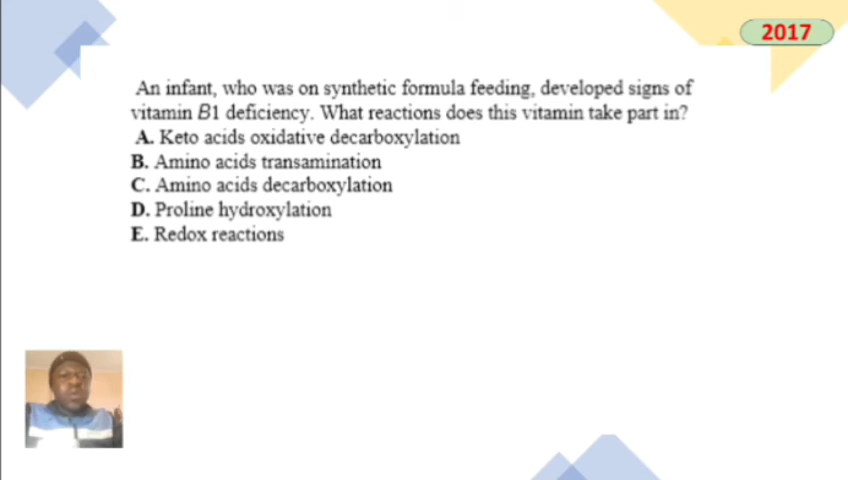 2017
An infant, who was on synthetic formula feeding, developed signs of
vitamin B1 deficiency. What reactions does this vitamin take part in?
A. Keto acids oxidative decarboxylation
B. Amino acids transamination
C. Amino acids decarboxylation
D. Proline hydroxylation
E. Redox reactions